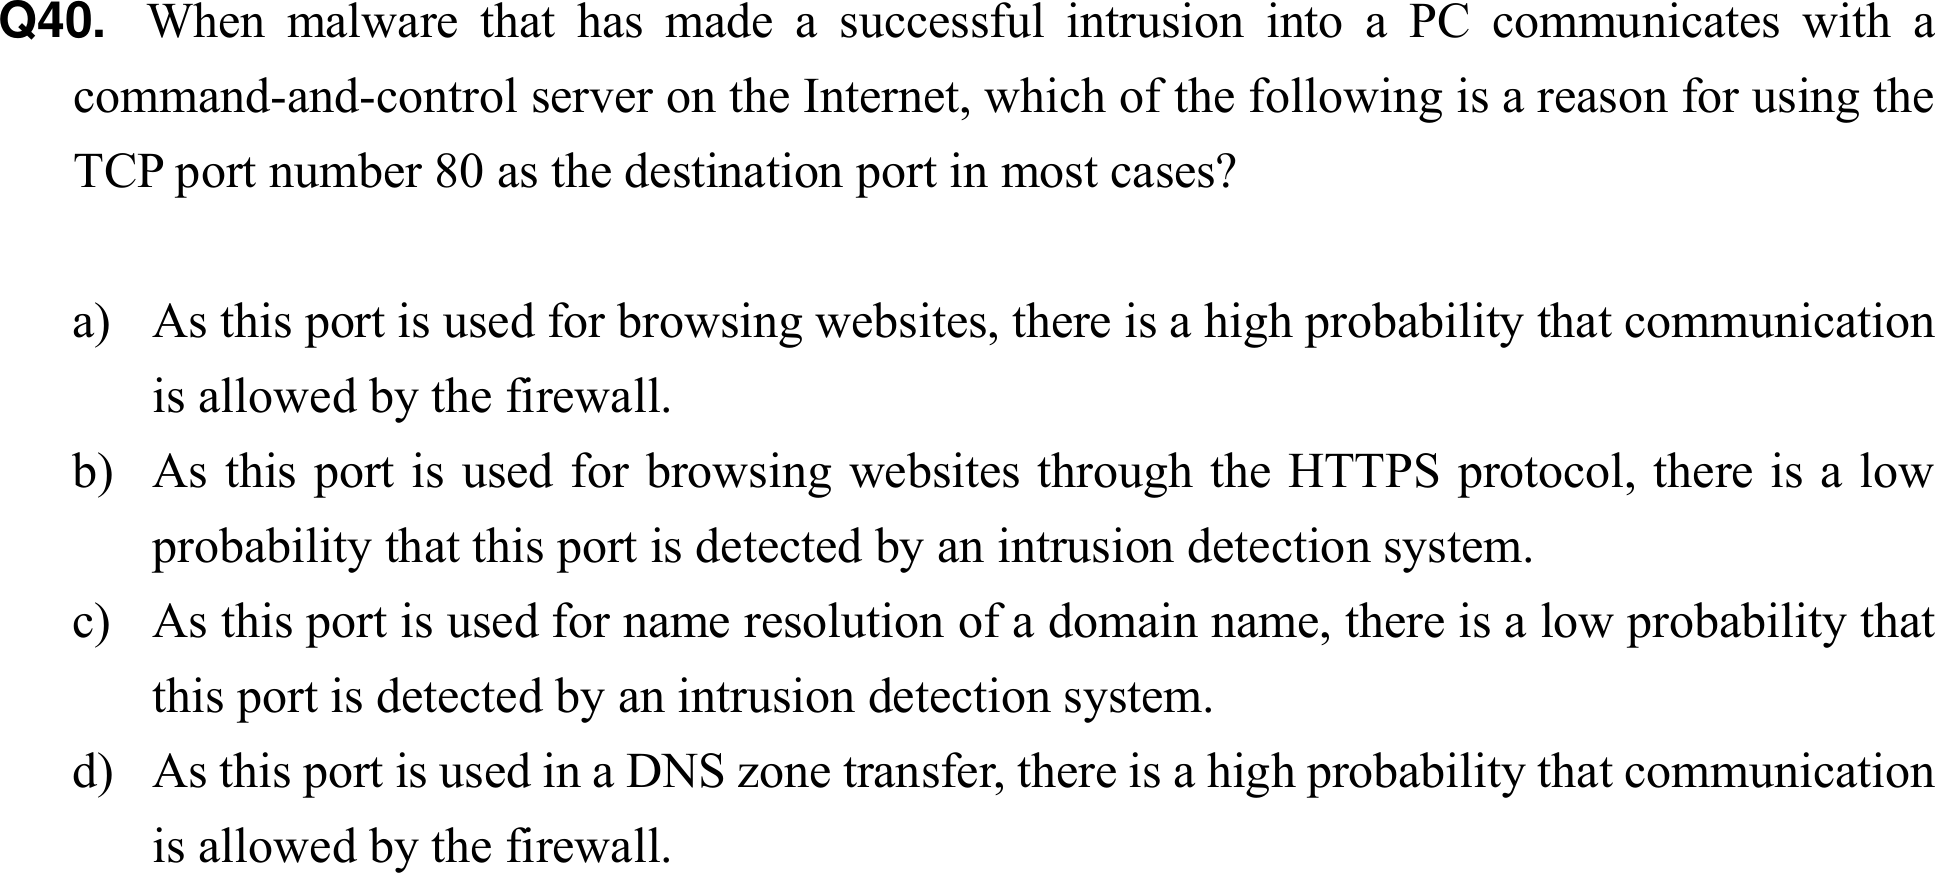 Q40. When malware that has made a successful intrusion into a PC communicates with a
command-and-control server on the Internet, which of the following is a reason for using the
TCP port number 80 as the destination port in most cases?
a) As this port is used for browsing websites, there is a high probability that communication
is allowed by the firewall.
b) As this port is used for browsing websites through the HTTPS protocol, there is a low
probability that this port is detected by an intrusion detection system.
c) As this port is used for name resolution of a domain name, there is a low probability that
this port is detected by an intrusion detection system.
d) As this port is used in a DNS zone transfer, there is a high probability that communication
is allowed by the firewall.